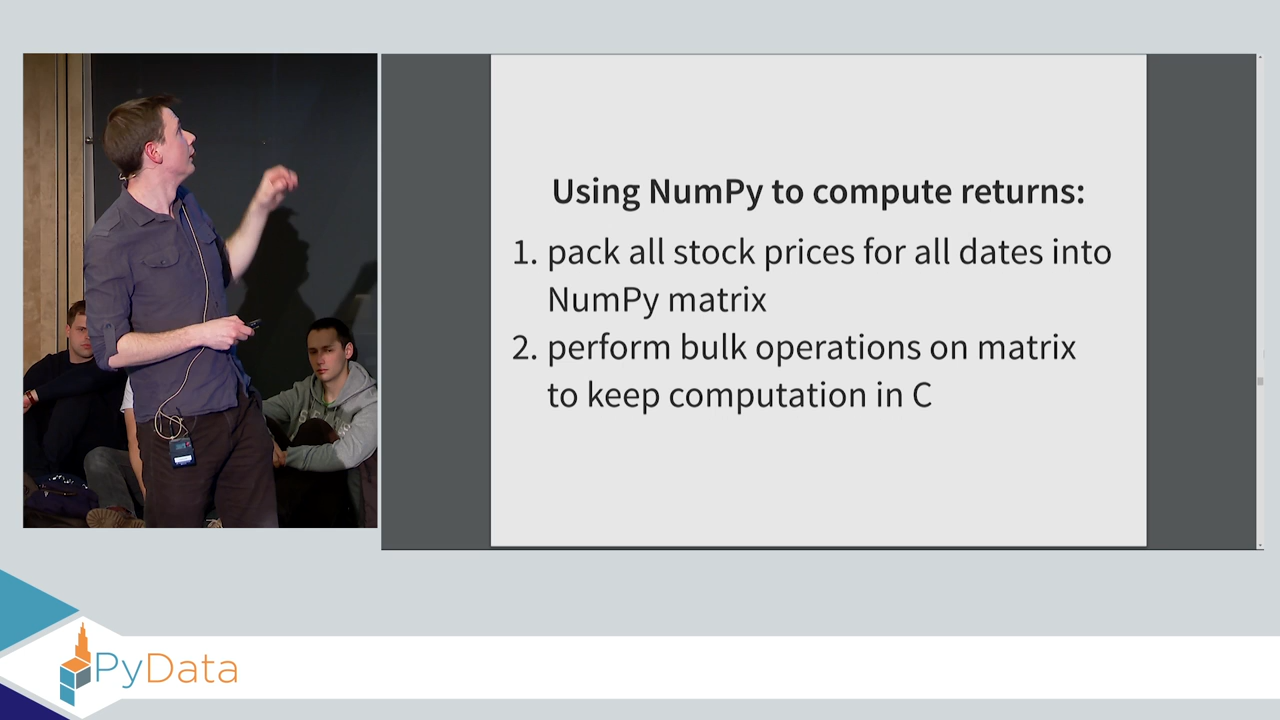 Using NumPy to compute returns:
1. pack all stock prices for all dates into
NumPy matrix
2. perform bulk operations on matrix
to keep computation in C
PyData